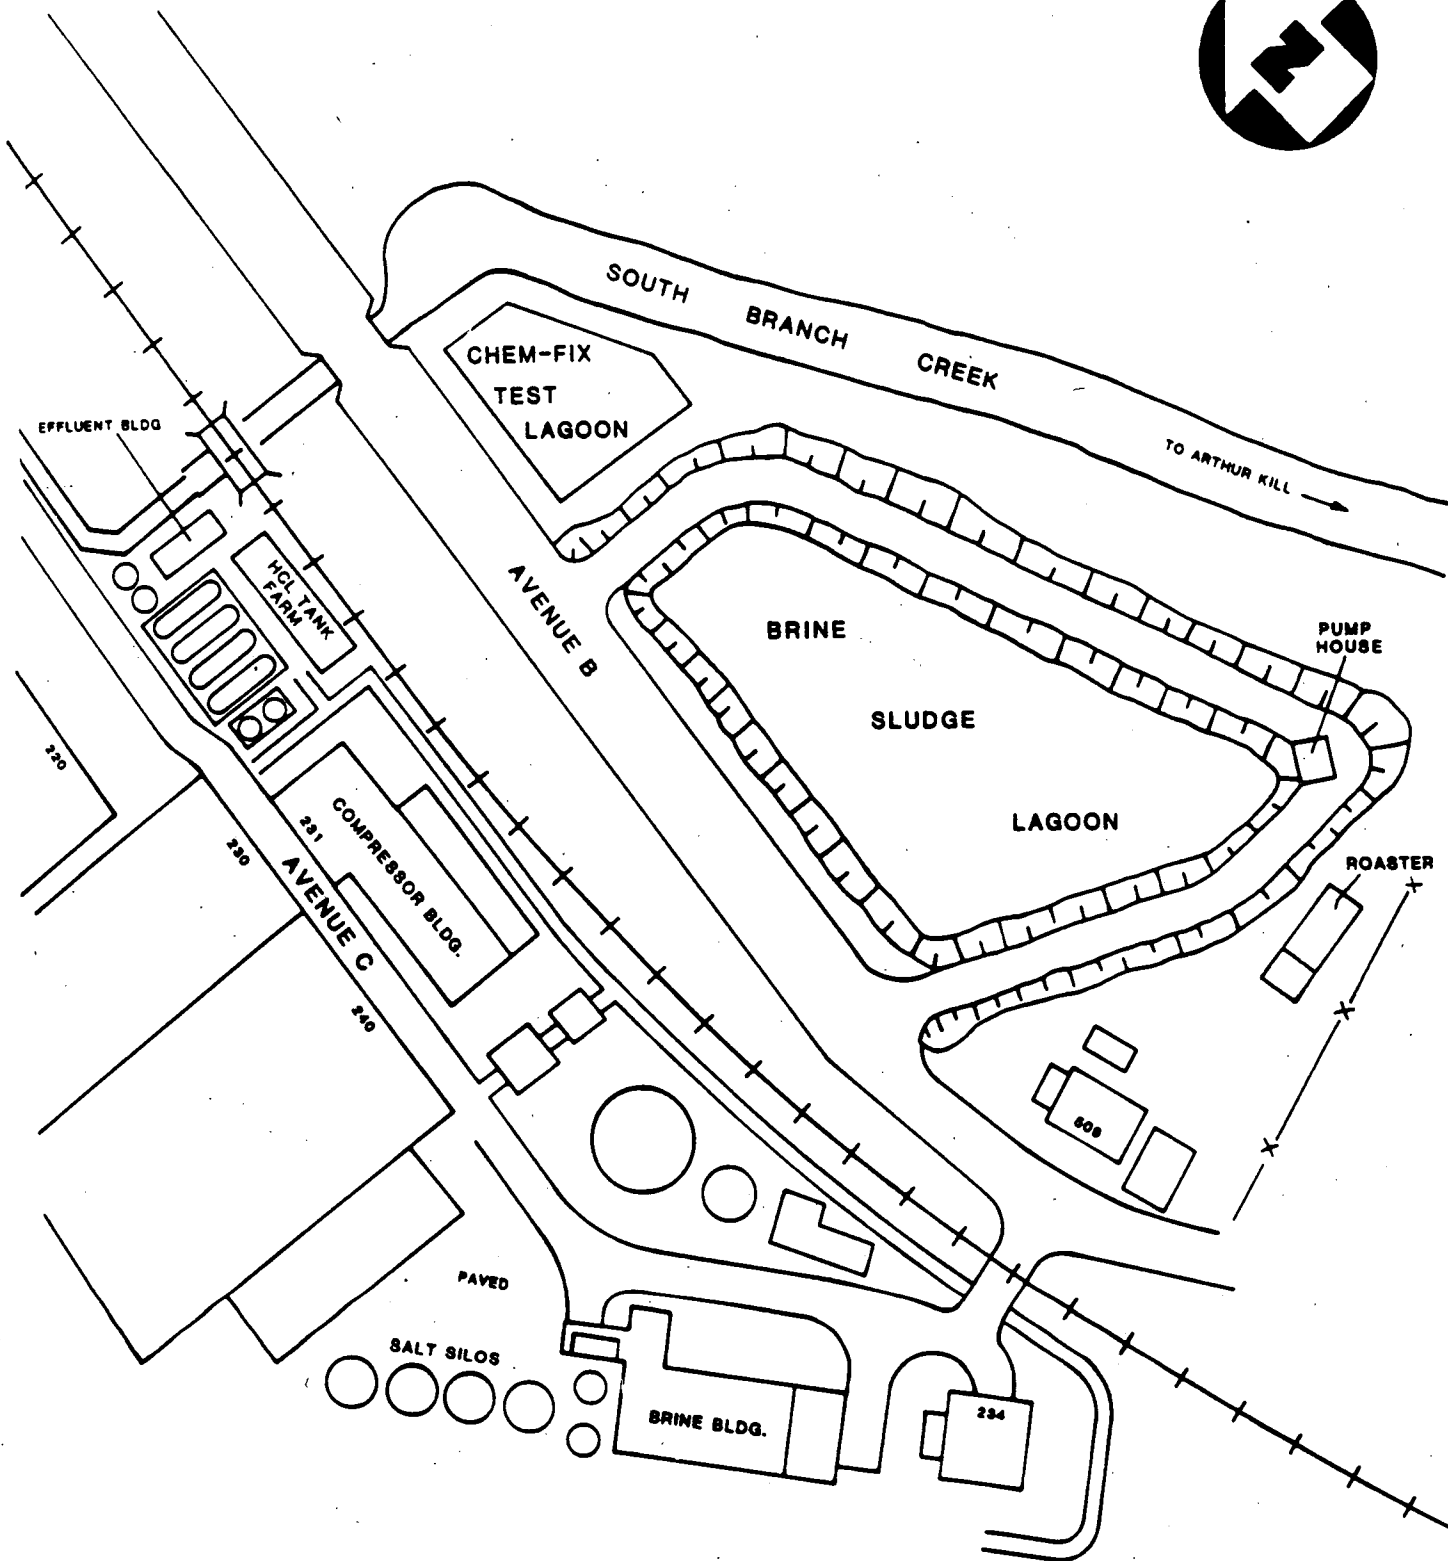 N
SOUTH BRANCH CREEK
CHEM-FIX
TEST
LAGOON
TO ARTHUR KILL
EFFLUENT BLDG
HCL TANK
FARM
AVENUE B
BRINE
SLUDGE
LAGOON
PUMP
HOUSE
220
230
231
COMPRESSOR BLDG.
AVENUE C
240
ROASTER
509
PAVED
SALT SILOS
BRINE BLDG.
234